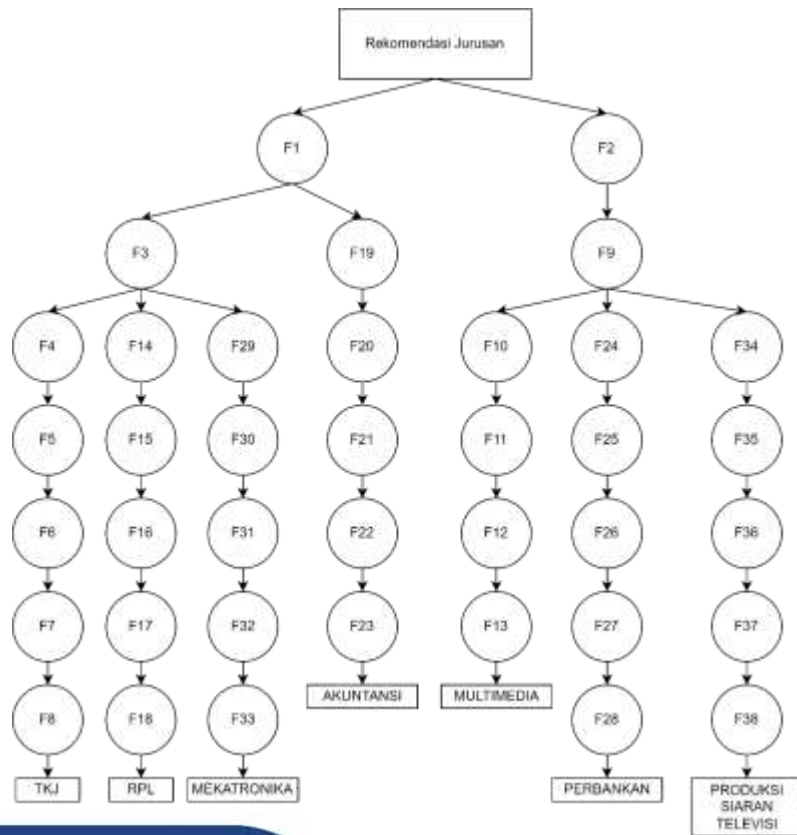 Rekomendasi Jurusan
F1
F2
F3
F19
F9
F4
F14
F29
F20
F10
F24
F34
F5
F15
F30
F21
F11
F25
F35
F6
F16
F31
F22
F12
F26
F36
F7
F17
F32
F23
F13
F27
F37
AKUNTANSI
MULTIMEDIA
F8
F18
F33
F28
F38
TKJ
RPL
MEKATRONIKA
PERBANKAN
PRODUKSI
SIARAN
TELEVISI